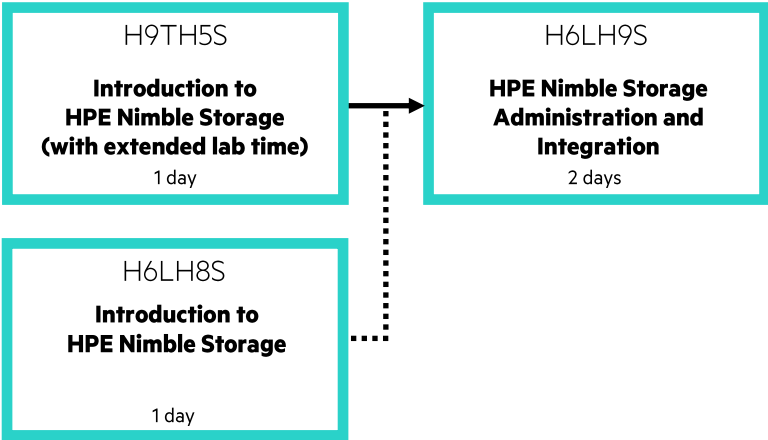 H9TH5S
Introduction to
HPE Nimble Storage
(with extended lab time)
1 day
H6LH9S
HPE Nimble Storage
Administration and
Integration
2 days
H6LH8S
Introduction to
HPE Nimble Storage
1 day